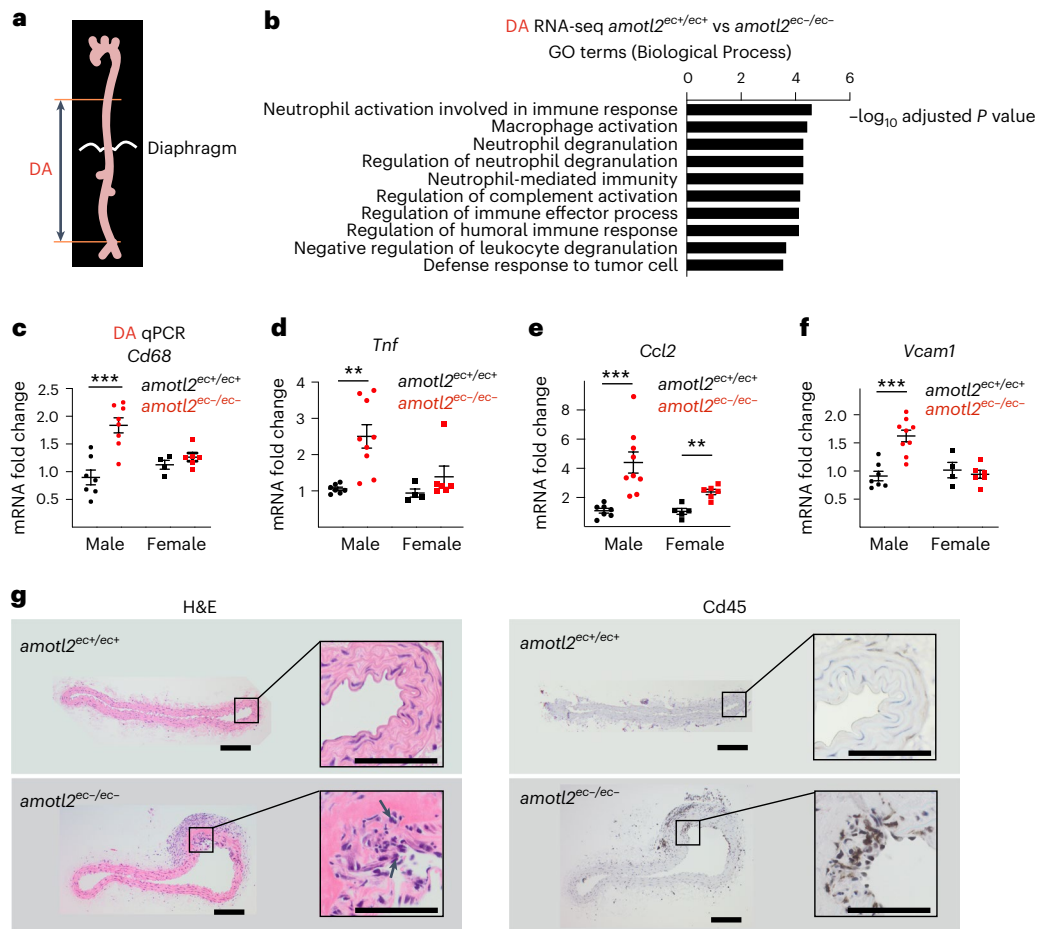 a
DA
Diaphragm
b
DA RNA-seq amotl2ec+/ec+ vs amotl2ec−/ec−
GO terms (Biological Process)
0 2 4 6
−log10 adjusted P value
Neutrophil activation involved in immune response
Macrophage activation
Neutrophil degranulation
Regulation of neutrophil degranulation
Neutrophil-mediated immunity
Regulation of complement activation
Regulation of immune effector process
Regulation of humoral immune response
Negative regulation of leukocyte degranulation
Defense response to tumor cell
c
DA qPCR
Cd68
mRNA fold change
2.5
2.0
1.5
1.0
0.5
***
amotl2ec+/ec+
amotl2ec−/ec−
Male Female
d
Tnf
mRNA fold change
4
3
2
1
**
amotl2ec+/ec+
amotl2ec−/ec−
Male Female
e
Ccl2
mRNA fold change
8
6
4
2
***
**
amotl2ec+/ec+
amotl2ec−/ec−
Male Female
f
Vcam1
mRNA fold change
2.0
1.5
1.0
0.5
***
amotl2ec+/ec+
amotl2ec−/ec−
Male Female
g
H&E
amotl2ec+/ec+
amotl2ec−/ec−
Cd45
amotl2ec+/ec+
amotl2ec−/ec−